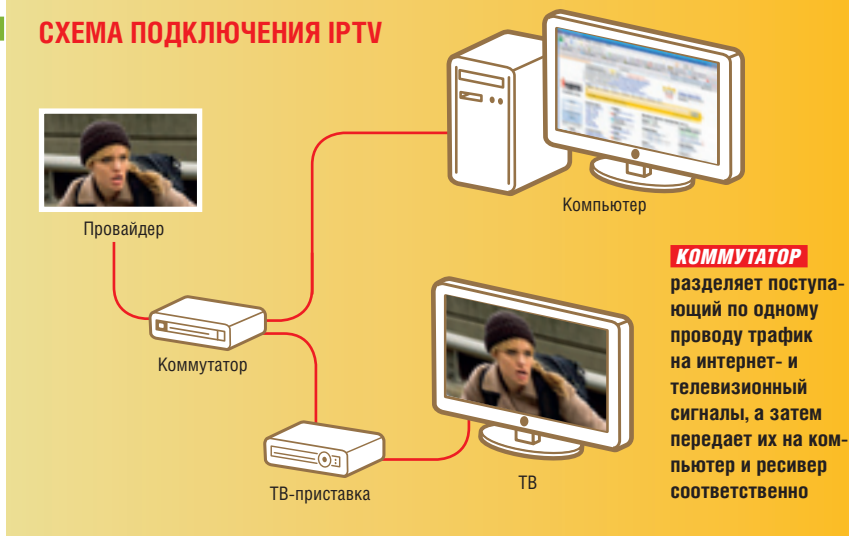 СХЕМА ПОДКЛЮЧЕНИЯ IPTV
Провайдер
Компьютер
Коммутатор
ТВ-приставка
ТВ
КОММУТАТОР
разделяет поступа-
ющий по одному
проводу трафик
на интернет- и
телевизионный
сигналы, а затем
передает их на ком-
пьютер и ресивер
соответственно